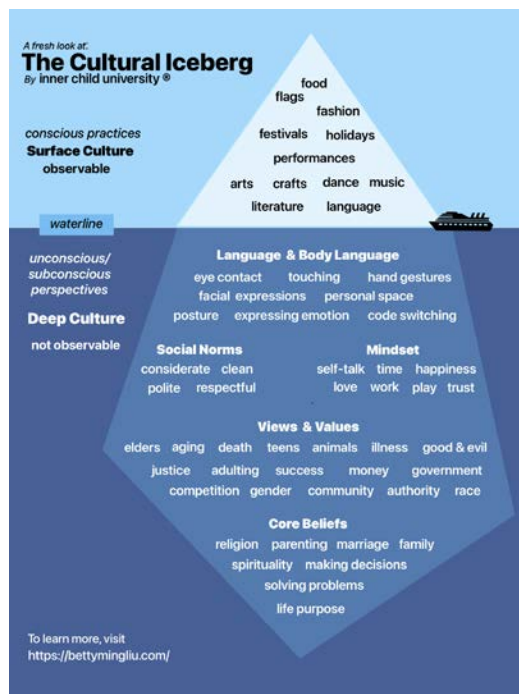 A fresh look at:
The Cultural Iceberg
By inner child university ®
food
flags
fashion
festivals holidays
performances
arts crafts dance music
literature language
conscious practices
Surface Culture
observable
waterline
unconscious/
subconscious
perspectives
Deep Culture
not observable
Language & Body Language
eye contact touching hand gestures
facial expressions personal space
posture expressing emotion code switching
Social Norms
considerate clean
polite respectful
Mindset
self-talk time happiness
love work play trust
Views & Values
elders aging death teens animals illness good & evil
justice adulting success money government
competition gender community authority race
Core Beliefs
religion parenting marriage family
spirituality making decisions
solving problems
life purpose
To learn more, visit
https://bettymingliu.com/